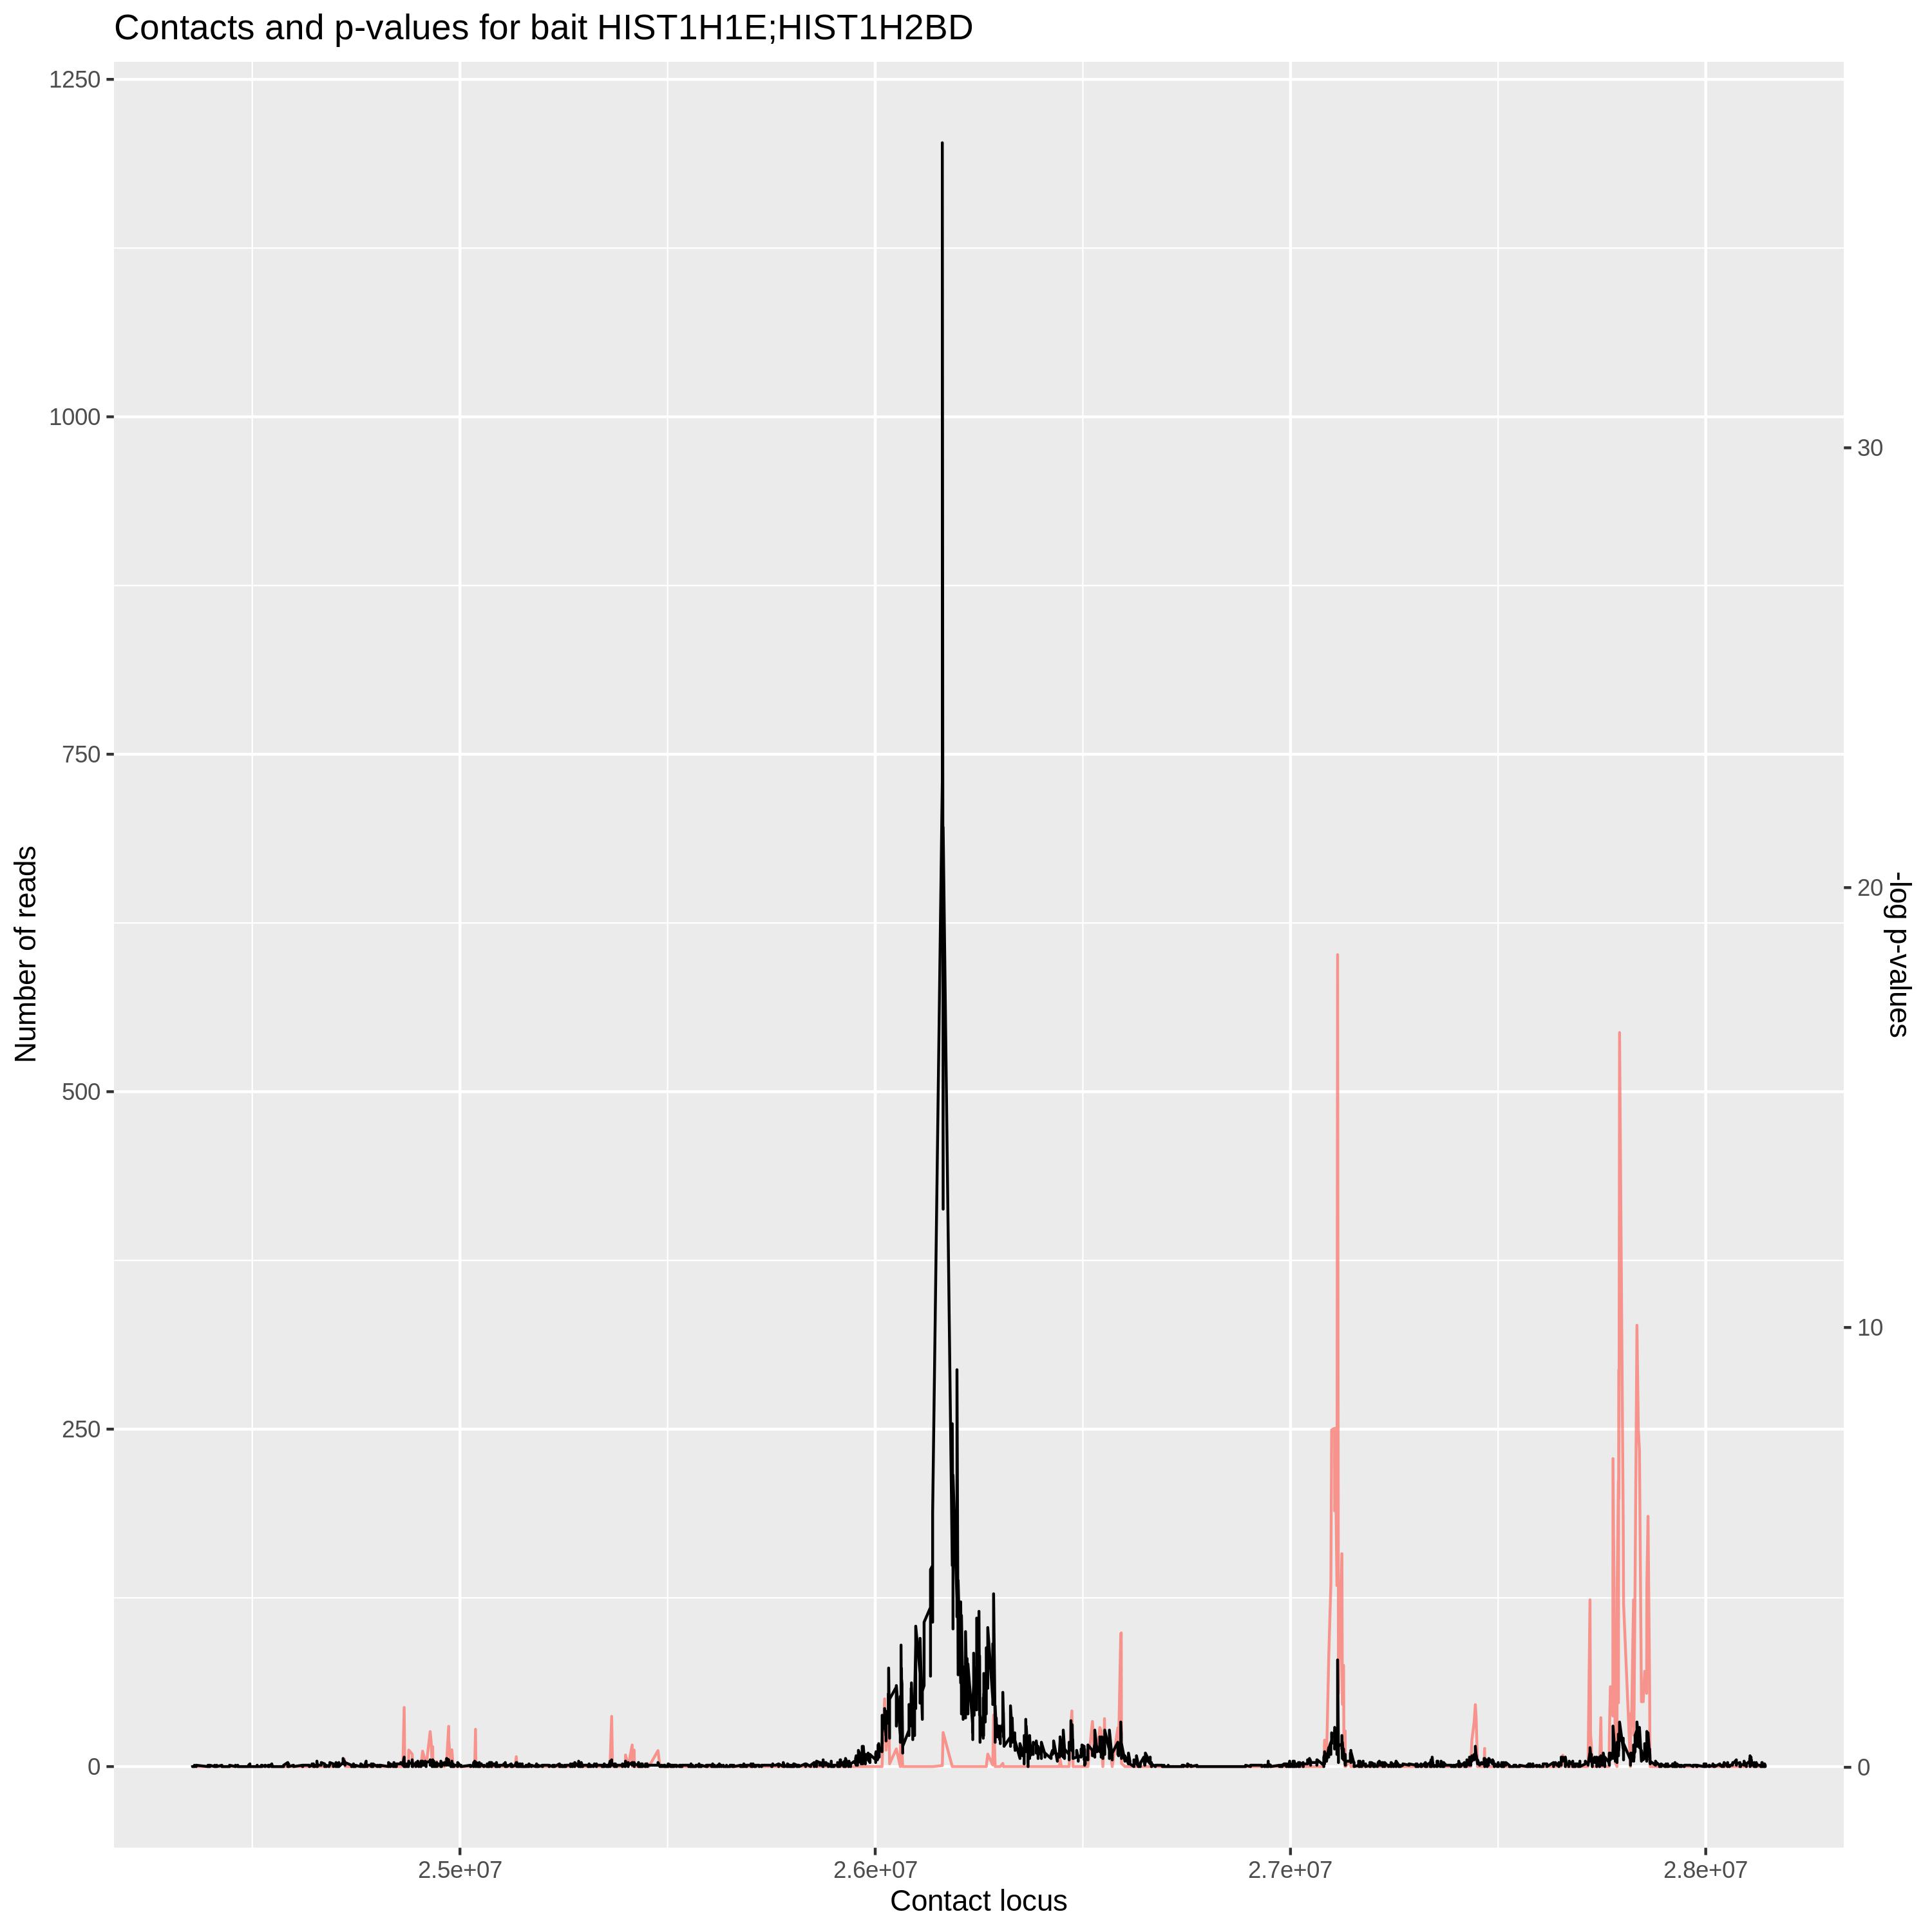 Contacts and p-values for bait HIST1H1E;HIST1H2BD
1250
1000
750
500
250
0
Number of reads
30
20
10
0
-log p-values
2.5e+07
2.6e+07
2.7e+07
2.8e+07
Contact locus